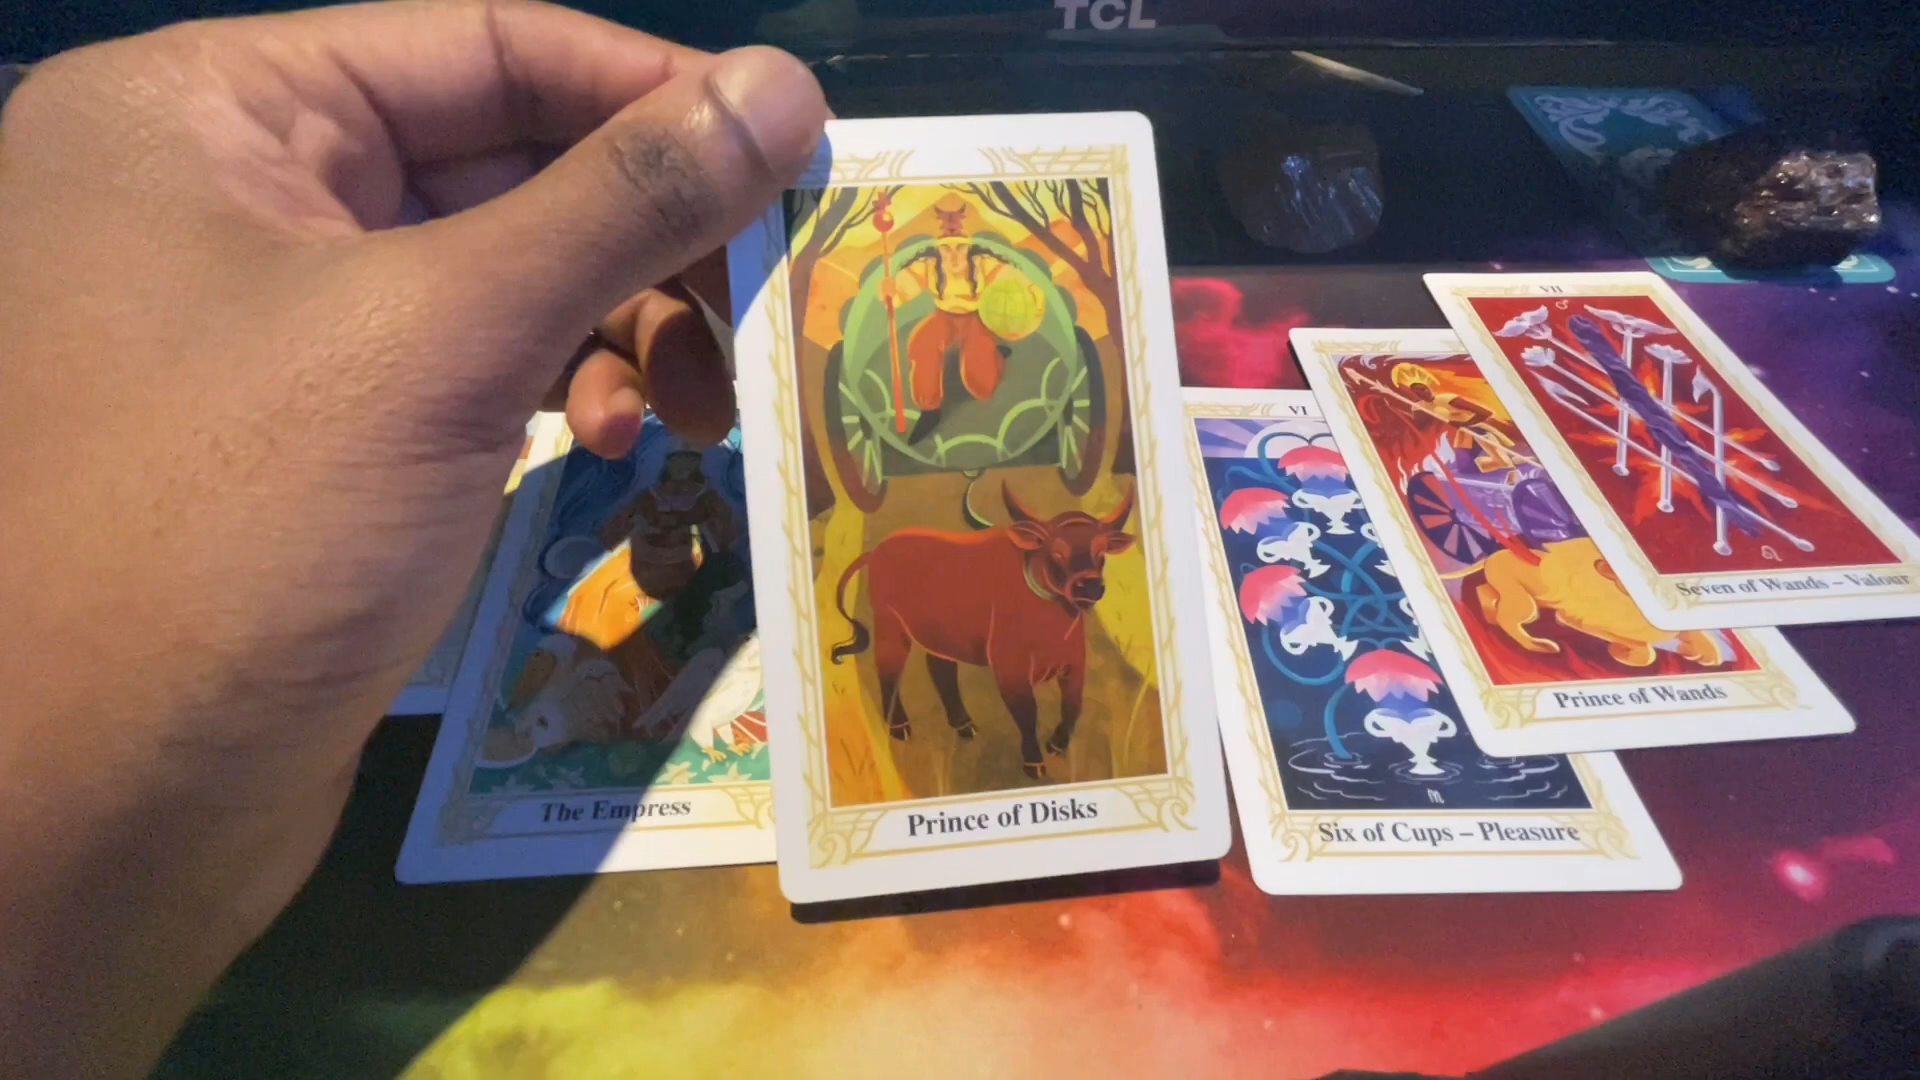 TCL
VII
Seven of Wands – Valour
Prince of Wands
VI
Six of Cups – Pleasure
Prince of Disks
The Empress